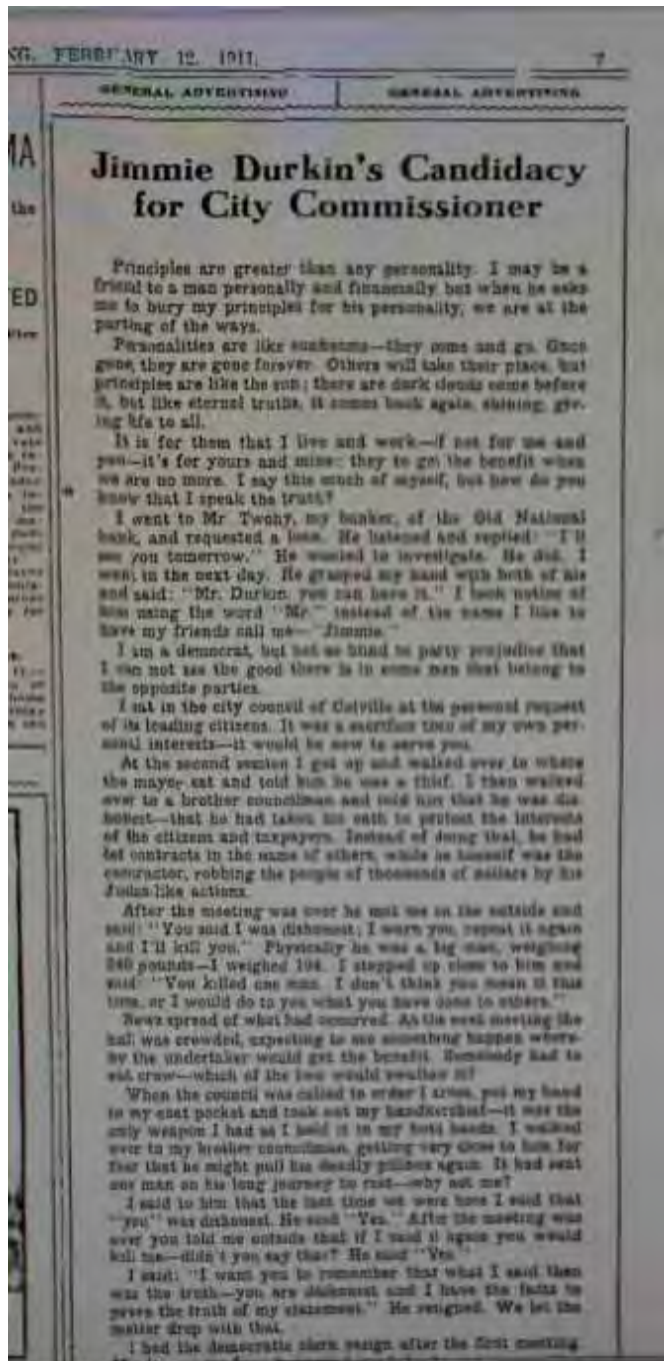 NG, FEBRUARY 12, 1911.
7
GENERAL ADVERTISING
GENERAL ADVERTISING
MA
the
ED
Jimmie Durkin's Candidacy
for City Commissioner
Principles are greater than any personality. I may be a
friend to a man personally and financially, but when he asks
me to bury my principles for his personality, we are at the
parting of the ways.
Personalities are like sunbeams—they come and go. Once
gone, they are gone forever. Others will take their place, but
principles are like the sun; there are dark clouds come before
it, but like eternal truths, it comes back again, shining, giv-
ing life to all.
It is for them that I live and work—if not for me and
you—it's for yours and mine; they to get the benefit when
we are no more. I say this much of myself, but how do you
know that I speak the truth?
I went to Mr. Twohy, my banker, of the Old National
bank, and requested a loan. He listened and replied: "I'll
see you tomorrow." He wanted to investigate. He did. I
went in the next day. He grasped my hand with both of his
and said: "Mr. Durkin, you can have it." I took notice of
him using the word "Mr." instead of the name I like to
have my friends call me—"Jimmie."
I am a democrat, but not so blind to party prejudice that
I can not see the good there is in some men that belong to
the opposite parties.
I sat in the city council of Colville at the personal request
of its leading citizens. It was a sacrifice then of my own per-
sonal interests—it would be now to serve you.
At the second session I got up and walked over to where
the mayor sat and told him he was a thief. I then walked
over to a brother councilman and told him that he was dis-
honest—that he had taken his oath to protect the interests
of the citizens and taxpayers. Instead of doing that, he had
let contracts in the name of others, while he himself was the
contractor, robbing the people of thousands of dollars by his
Judas-like actions.
After the meeting was over he met me on the outside and
said: "You said I was dishonest; I warn you, repeat it again
and I'll kill you." Physically he was a big man, weighing
240 pounds—I weighed 104. I stepped up close to him and
said: "You killed one man. I don't think you mean it this
time, or I would do to you what you have done to others."
News spread of what had occurred. At the next meeting the
hall was crowded, expecting to see something happen where-
by the undertaker would get the benefit. Somebody had to
eat crow—which of the two would swallow it?
When the council was called to order I arose, put my hand
to my coat pocket and took out my handkerchief—it was the
only weapon I had as I held it in my both hands. I walked
over to my brother councilman, getting very close to him for
fear that he might pull his deadly pills again. It had sent
one man on his long journey to rest—why not me?
I said to him that the last time we were here I said that
"you" was dishonest. He said "Yes." After the meeting was
over you told me outside that if I said it again you would
kill me—didn't you say that? He said "Yes."
I said: "I want you to remember that what I said then
was the truth—you are dishonest and I have the facts to
prove the truth of my statement." He resigned. We let the
matter drop with that.
I had the democratic clerk resign after the first meeting